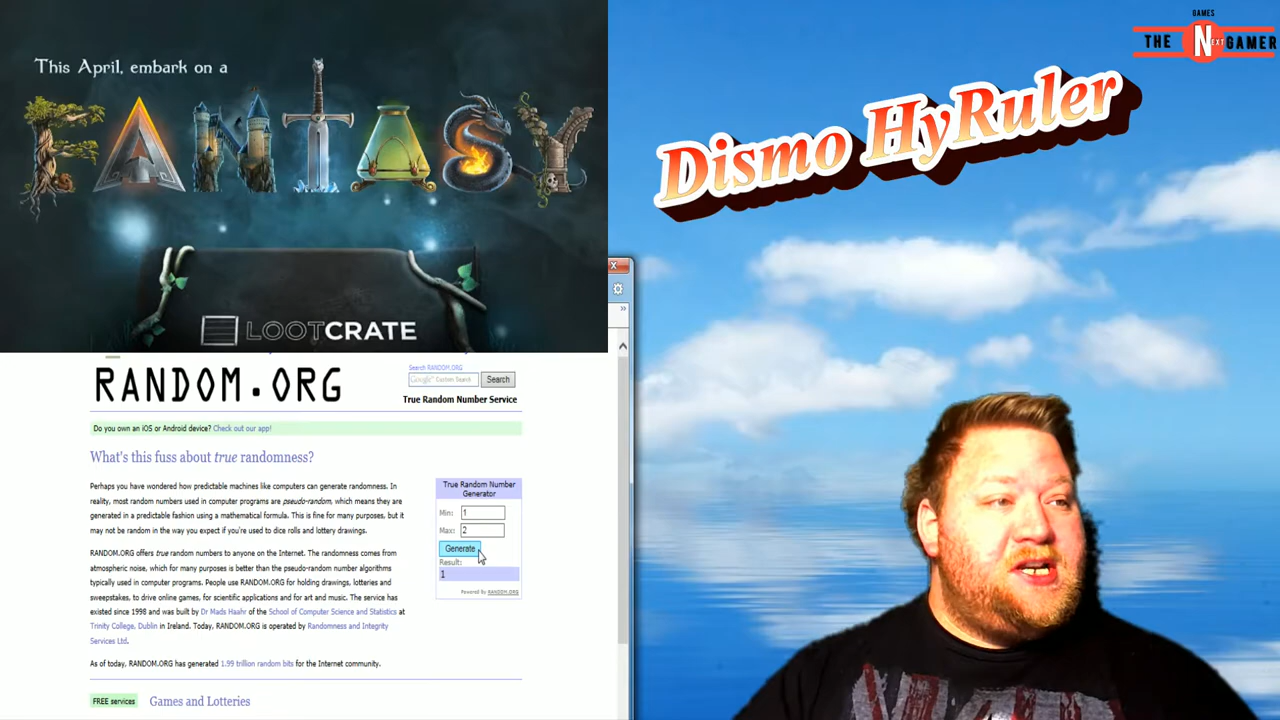 This April, embark on a
FANTASY
LOOTCRATE
RANDOM.ORG
Search RANDOM.ORG
Google™ Custom Search
Search
True Random Number Service
Do you own an iOS or Android device? Check out our app!
What's this fuss about true randomness?
Perhaps you have wondered how predictable machines like computers can generate randomness. In
reality, most random numbers used in computer programs are pseudo-random, which means they are
generated in a predictable fashion using a mathematical formula. This is fine for many purposes, but it
may not be random in the way you expect if you're used to dice rolls and lottery drawings.
RANDOM.ORG offers true random numbers to anyone on the Internet. The randomness comes from
atmospheric noise, which for many purposes is better than the pseudo-random number algorithms
typically used in computer programs. People use RANDOM.ORG for holding drawings, lotteries and
sweepstakes, to drive online games, for scientific applications and for art and music. The service has
existed since 1998 and was built by Dr Mads Haahr of the School of Computer Science and Statistics at
Trinity College, Dublin in Ireland. Today, RANDOM.ORG is operated by Randomness and Integrity
Services Ltd.
As of today, RANDOM.ORG has generated 1.99 trillion random bits for the Internet community.
FREE services
Games and Lotteries
True Random Number
Generator
Min: 1
Max: 2
Generate
Result:
1
Powered by RANDOM.ORG
GAMES
THE NEXT GAMER
Dismo HyRuler